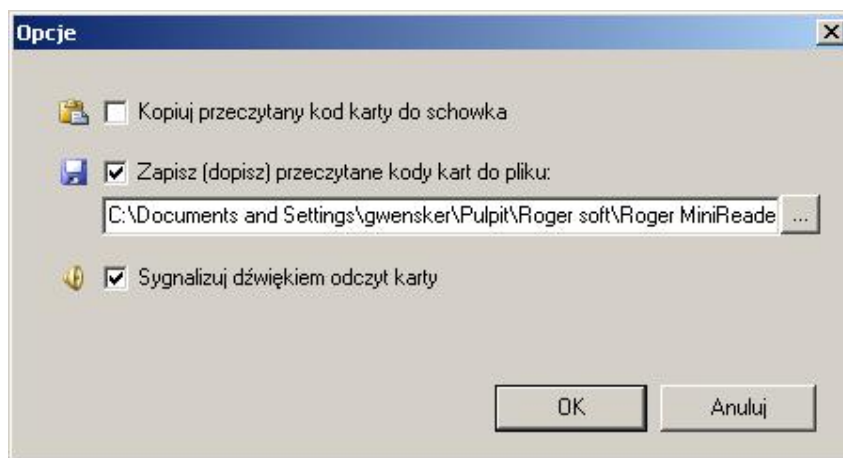 Opcje
Kopiuj przeczytany kod karty do schowka
Zapisz (dopisz) przeczytane kody kart do pliku:
C:\Documents and Settings\gwensker\Pulpit\Roger soft\Roger MiniReade ...
Sygnalizuj dźwiękiem odczyt karty
OK Anuluj